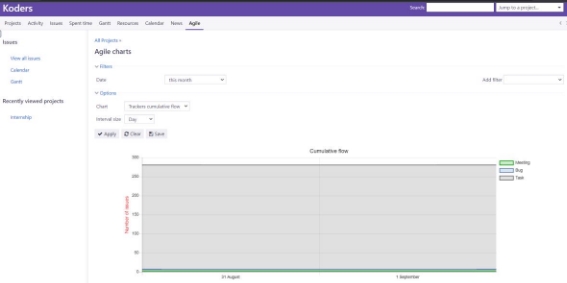 Koders
Search:
Jump to a project...
Projects Activity Issues Spent time Gantt Resources Calendar News Agile
Issues
View all issues
Calendar
Gantt
Recently viewed projects
Internship
All Projects »
Agile charts
Filters
Date this month Add filter
Options
Chart Trackers cumulative flow
Interval size Day
Apply Clear Save
Cumulative flow
Number of issues
300
250
200
150
100
50
0
31 August 1 September
Meeting
Bug
Task